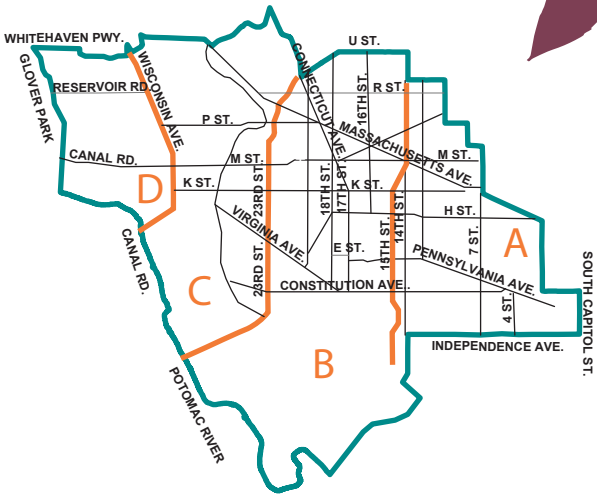 U ST.
WHITEHAVEN PWY.
GLOVER PARK
WISCONSIN AVE.
CONNECTICUT AVE.
16TH ST.
RESERVOIR RD.
R ST.
P ST.
MASSACHUSETTS AVE.
CANAL RD.
M ST.
M ST.
D
K ST.
K ST.
23RD ST.
18TH ST.
17TH ST.
15TH ST.
14TH ST.
H ST.
7 ST.
A
VIRGINIA AVE.
E ST.
PENNSYLVANIA AVE.
CANAL RD.
C
23RD ST.
CONSTITUTION AVE.
4 ST.
SOUTH CAPITOL ST.
INDEPENDENCE AVE.
B
POTOMAC RIVER